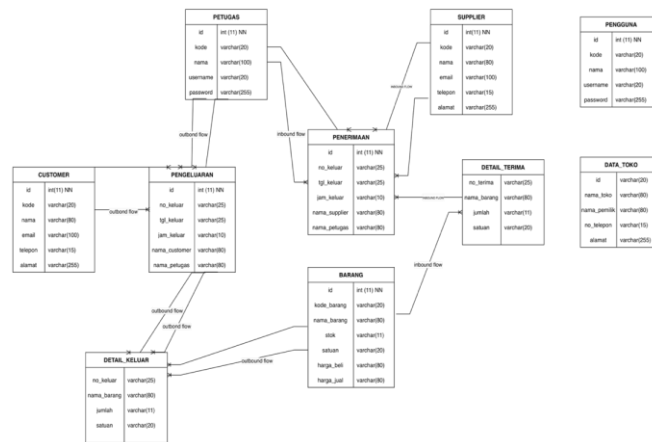 PETUGAS
id int (11) NN
kode varchar(20)
nama varchar(100)
username varchar(20)
password varchar(255)
SUPPLIER
id int(11) NN
kode varchar(20)
nama varchar(80)
email varchar(100)
telepon varchar(15)
alamat varchar(255)
PENGGUNA
id int (11) NN
kode varchar(20)
nama varchar(100)
username varchar(20)
password varchar(255)
outbond flow
inbound flow
PENERIMAAN
id int (11) NN
no_keluar varchar(25)
tgl_keluar varchar(25)
jam_keluar varchar(10)
nama_supplier varchar(80)
nama_petugas varchar(80)
CUSTOMER
id int(11) NN
kode varchar(20)
nama varchar(80)
email varchar(100)
telepon varchar(15)
alamat varchar(255)
outbond flow
PENGELUARAN
id int (11) NN
no_keluar varchar(25)
tgl_keluar varchar(25)
jam_keluar varchar(10)
nama_customer varchar(80)
nama_petugas varchar(80)
DETAIL_TERIMA
no_terima varchar(25)
nama_barang varchar(80)
jumlah varchar(11)
satuan varchar(20)
DATA_TOKO
id varchar(20)
nama_toko varchar(80)
nama_pemilik varchar(80)
no_telepon varchar(15)
alamat varchar(255)
inbound flow
BARANG
id int (11) NN
kode_barang varchar(20)
nama_barang varchar(80)
stok varchar(11)
satuan varchar(20)
harga_beli varchar(80)
harga_jual varchar(80)
outbound flow
outbound flow
outbound flow
DETAIL_KELUAR
no_keluar varchar(25)
nama_barang varchar(80)
jumlah varchar(11)
satuan varchar(20)